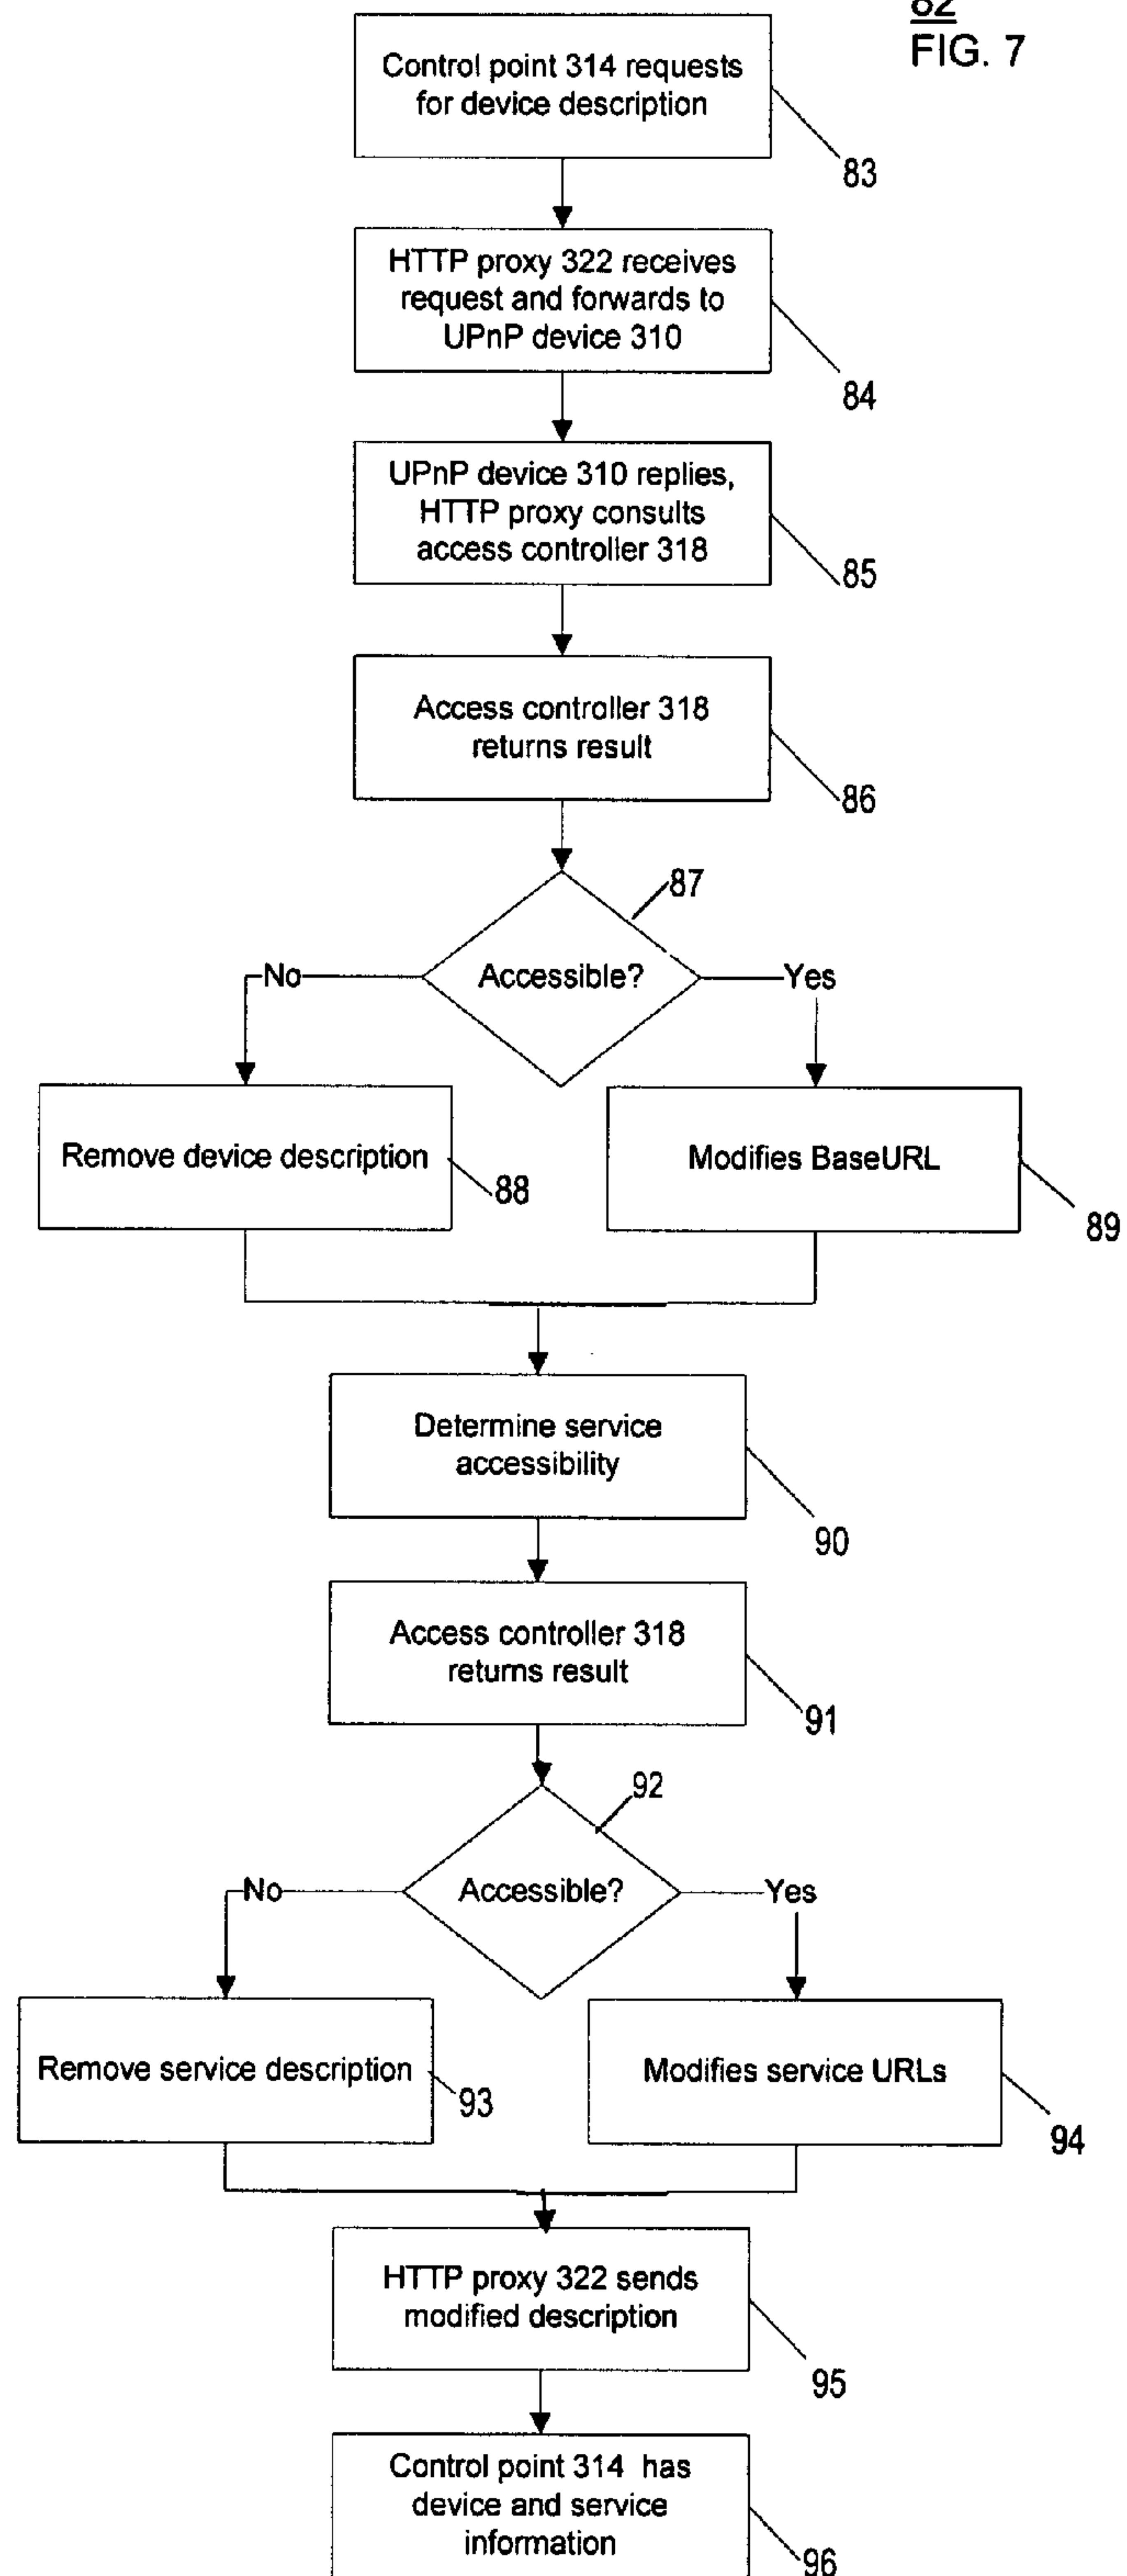 82
FIG. 7
Control point 314 requests
for device description
83
HTTP proxy 322 receives
request and forwards to
UPnP device 310
84
UPnP device 310 replies,
HTTP proxy consults
access controller 318
85
Access controller 318
returns result
86
87
Accessible?
No
Yes
Remove device description
88
Modifies BaseURL
89
Determine service
accessibility
90
Access controller 318
returns result
91
92
Accessible?
No
Yes
Remove service description
93
Modifies service URLs
94
HTTP proxy 322 sends
modified description
95
Control point 314 has
device and service
information
96